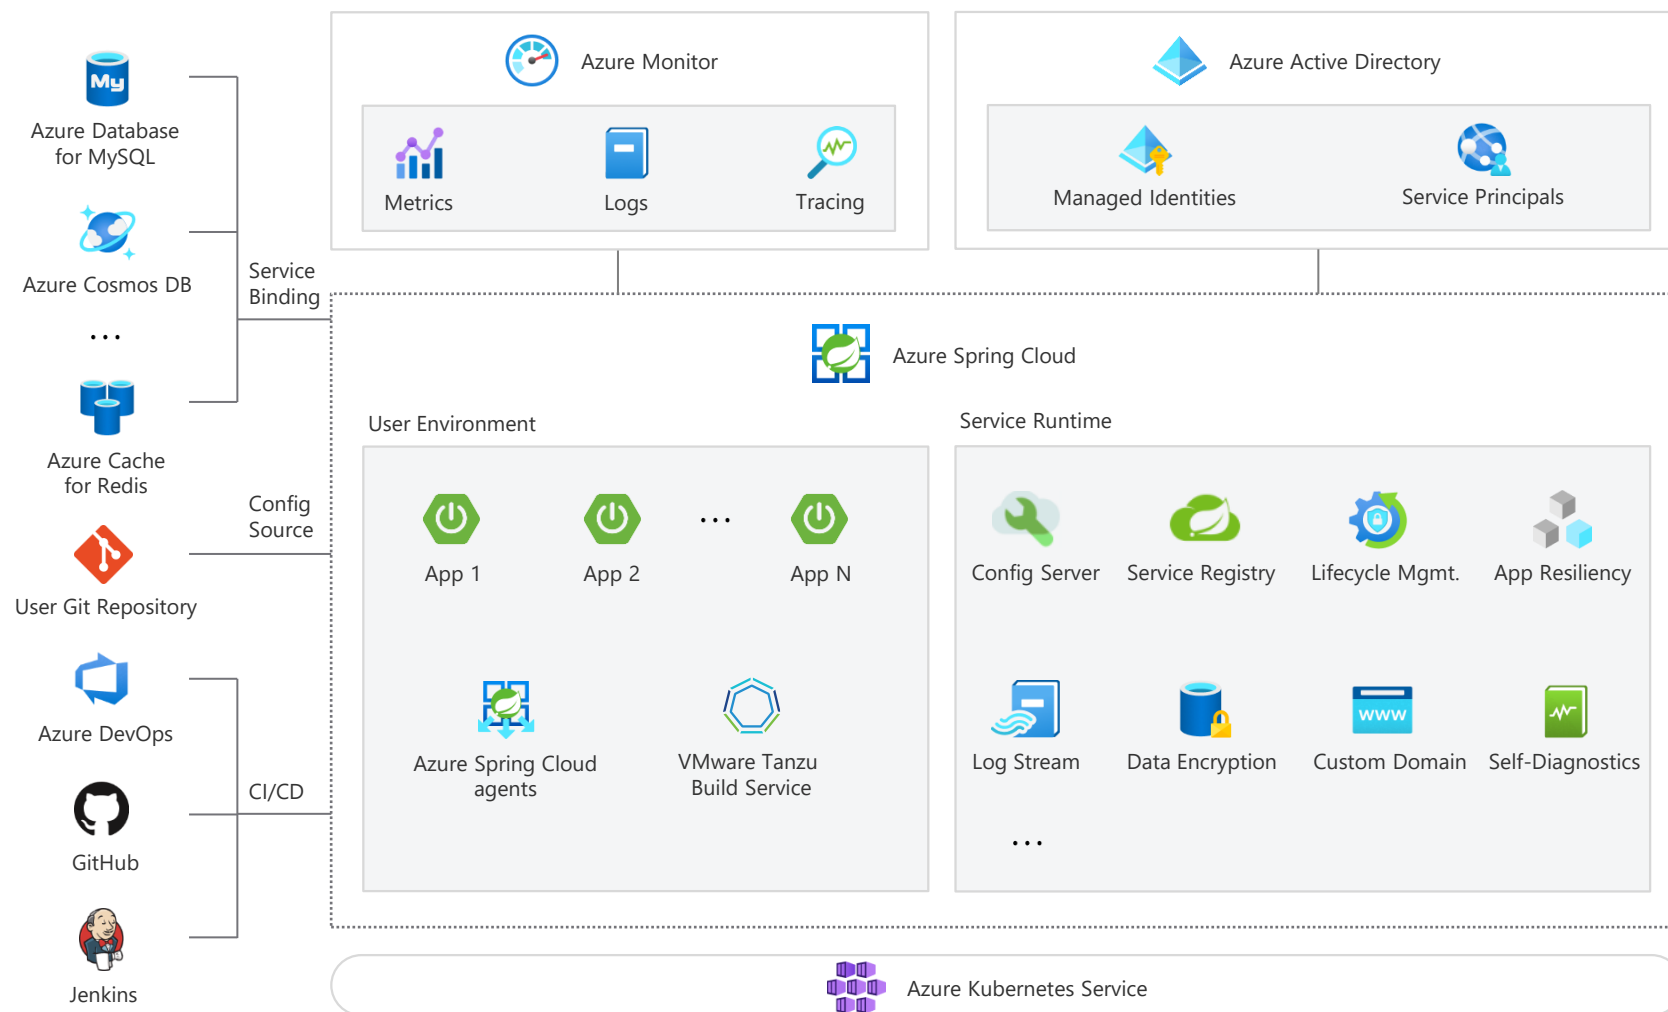 My
Azure Database
for MySQL
Azure Cosmos DB
...
Azure Cache
for Redis
User Git Repository
Azure DevOps
GitHub
Jenkins
Service
Binding
Config
Source
CI/CD
Azure Monitor
Metrics
Logs
Tracing
Azure Active Directory
Managed Identities
Service Principals
Azure Spring Cloud
User Environment
App 1
App 2
...
App N
Azure Spring Cloud
agents
VMware Tanzu
Build Service
Service Runtime
Config Server
Service Registry
Lifecycle Mgmt.
App Resiliency
Log Stream
Data Encryption
www
Custom Domain
Self-Diagnostics
...
Azure Kubernetes Service